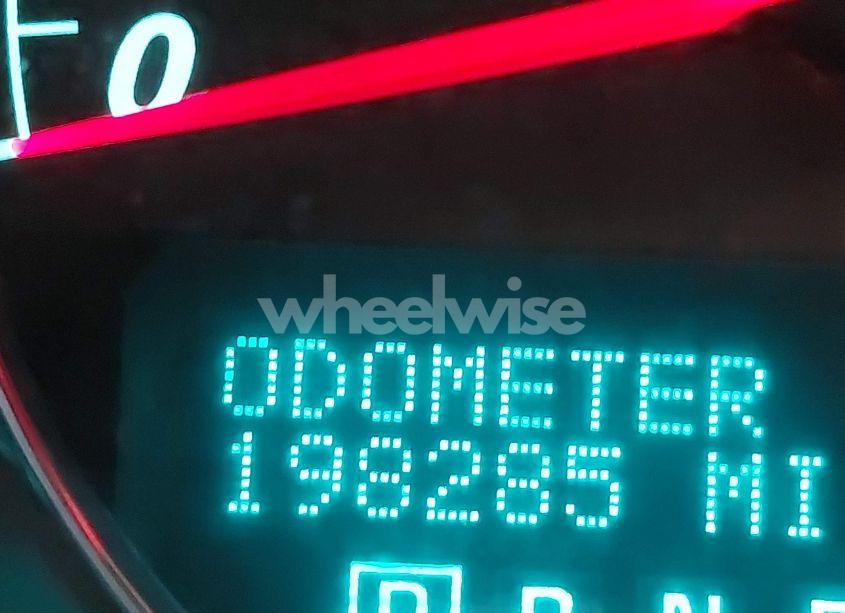 0
wheelwise
ODOMETER
198285 MI
P R N